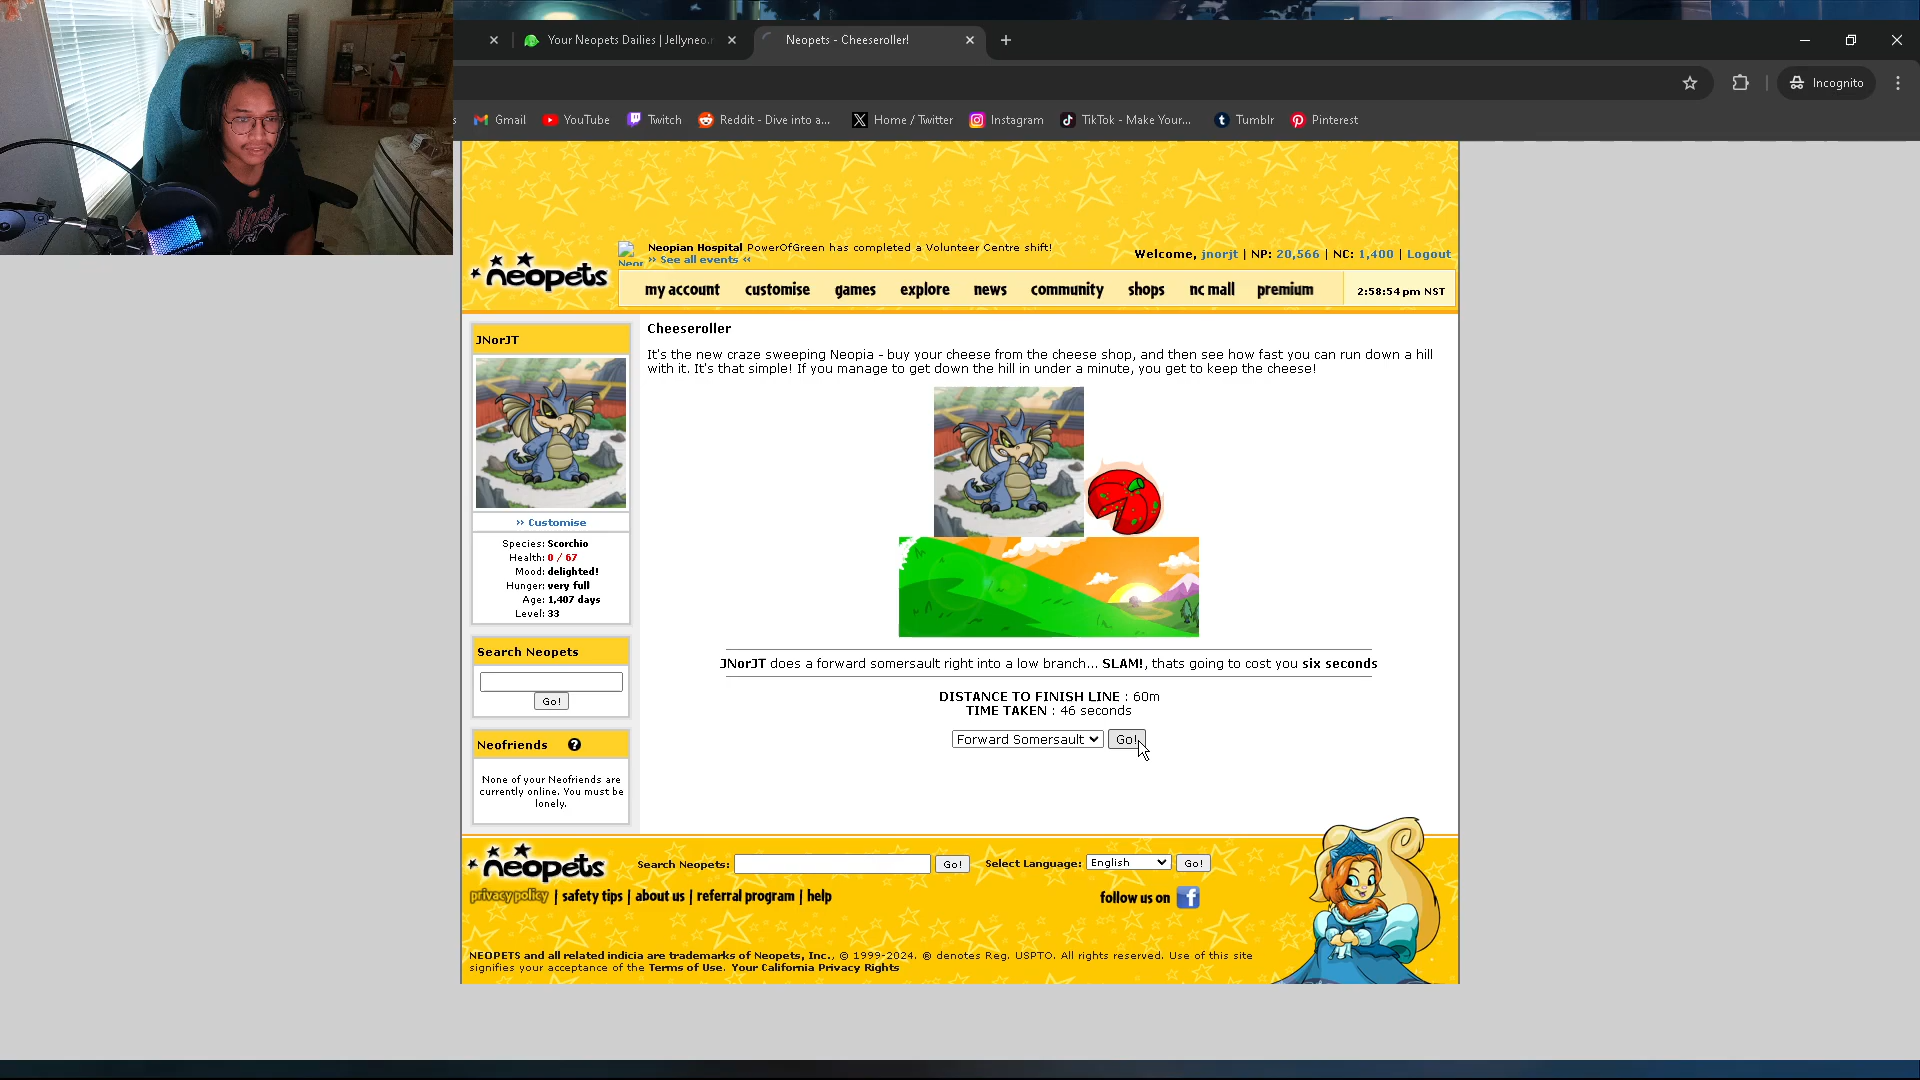 Your Neopets Dailies | Jellyneo.n
Neopets - Cheeseroller!
Incognito
s
Gmail
YouTube
Twitch
Reddit - Dive into a...
Home / Twitter
Instagram
TikTok - Make Your...
Tumblr
Pinterest
neopets
Neopian Hospital PowerOfGreen has completed a Volunteer Centre shift!
Neor
›› See all events ‹‹
Welcome, jnorjt | NP: 20,566 | NC: 1,400 | Logout
my account
customise
games
explore
news
community
shops
nc mall
premium
2:58:54 pm NST
JNorJT
›› Customise
Species: Scorchio
Health: 0 / 67
Mood: delighted!
Hunger: very full
Age: 1,407 days
Level: 33
Search Neopets
Go!
Neofriends
?
None of your Neofriends are
currently online. You must be
lonely.
Cheeseroller
It's the new craze sweeping Neopia - buy your cheese from the cheese shop, and then see how fast you can run down a hill
with it. It's that simple! If you manage to get down the hill in under a minute, you get to keep the cheese!
JNorJT does a forward somersault right into a low branch... SLAM!, thats going to cost you six seconds
DISTANCE TO FINISH LINE : 60m
TIME TAKEN : 46 seconds
Forward Somersault
Go!
neopets
Search Neopets:
Go!
Select Language:
English
Go!
privacy policy | safety tips | about us | referral program | help
follow us on
f
NEOPETS and all related indicia are trademarks of Neopets, Inc., © 1999-2024. ® denotes Reg. USPTO. All rights reserved. Use of this site
signifies your acceptance of the Terms of Use. Your California Privacy Rights